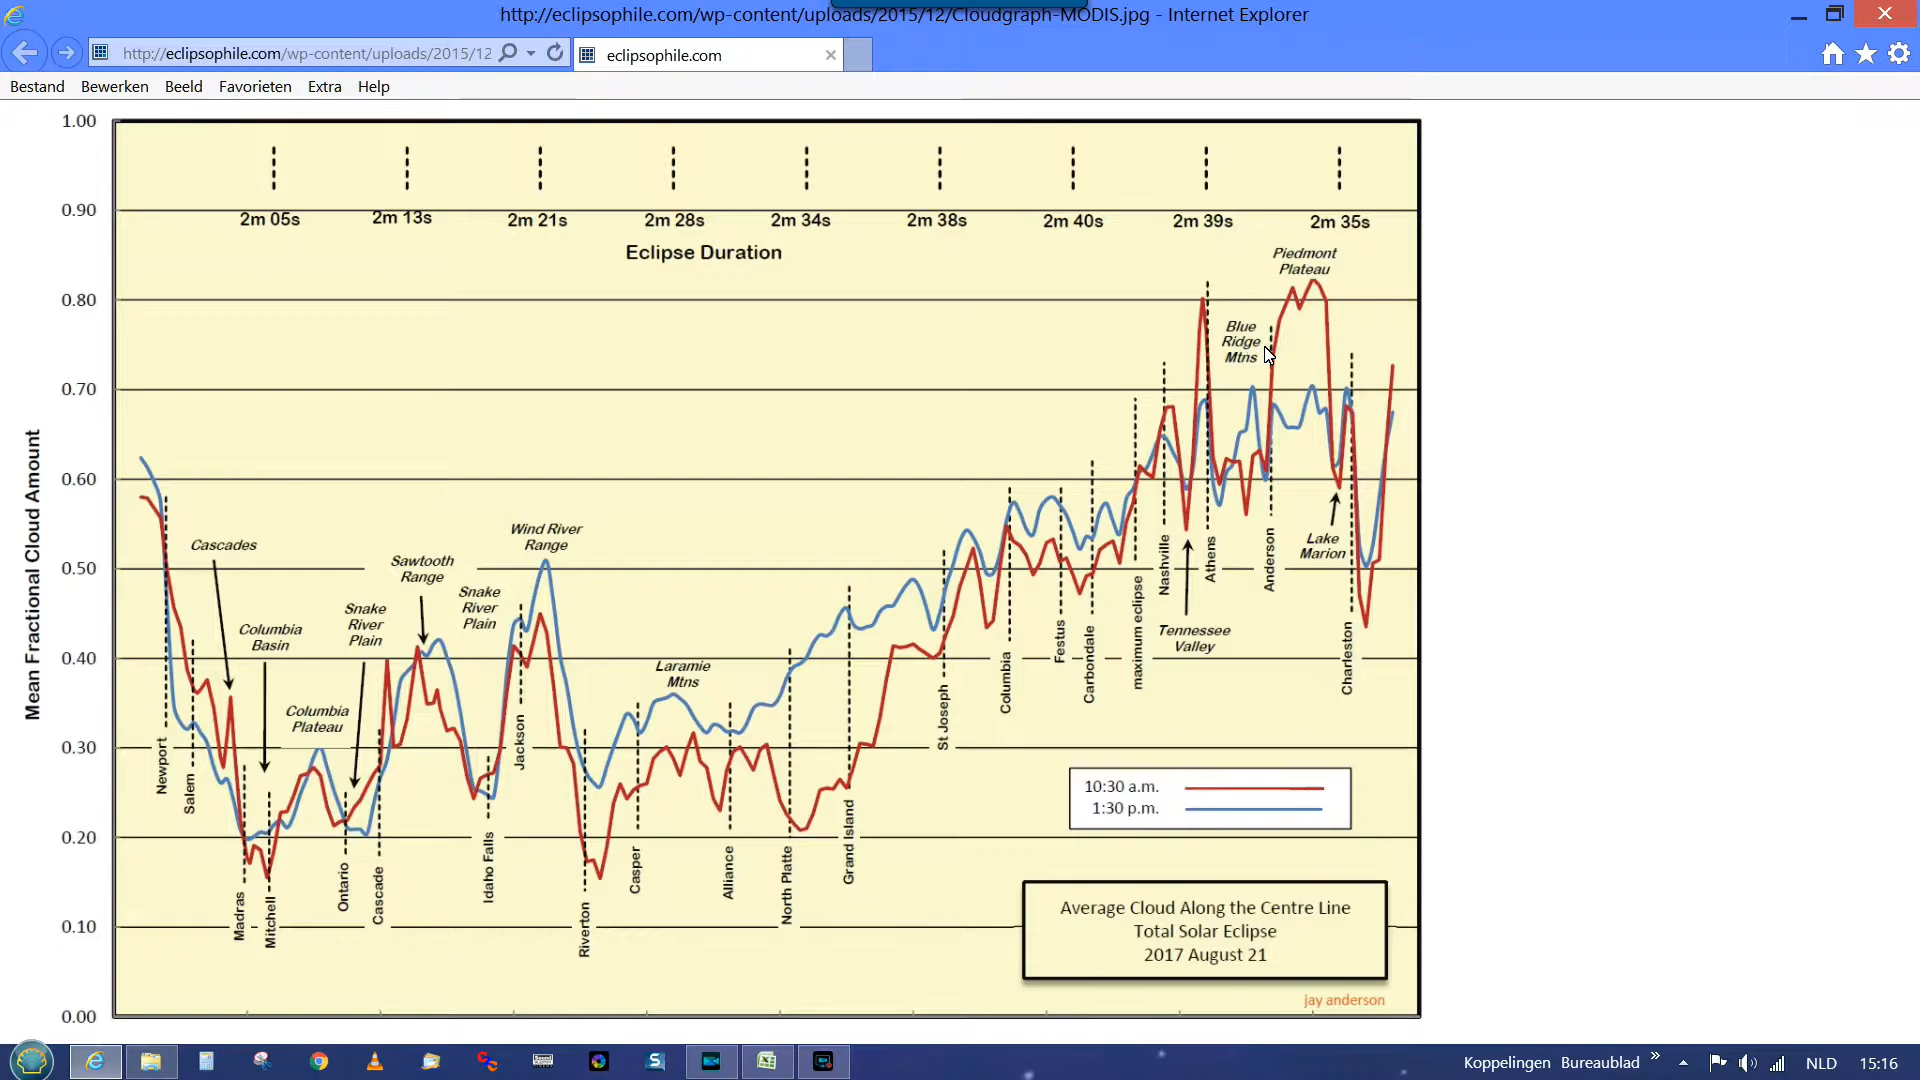 http://eclipsophile.com/wp-content/uploads/2015/12/Cloudgraph-MODIS.jpg - Internet Explorer
http://eclipsophile.com/wp-content/uploads/2015/12
eclipsophile.com
Bestand Bewerken Beeld Favorieten Extra Help
1.00
0.90
0.80
0.70
0.60
0.50
0.40
0.30
0.20
0.10
0.00
Mean Fractional Cloud Amount
2m 05s 2m 13s 2m 21s 2m 28s 2m 34s 2m 38s 2m 40s 2m 39s 2m 35s
Eclipse Duration
Piedmont
Plateau
Blue
Ridge
Mtns
Cascades
Columbia
Basin
Columbia
Plateau
Snake
River
Plain
Sawtooth
Range
Snake
River
Plain
Wind River
Range
Laramie
Mtns
Tennessee
Valley
Lake
Marion
Newport
Salem
Madras
Mitchell
Ontario
Cascade
Idaho Falls
Jackson
Riverton
Casper
Alliance
North Platte
Grand Island
St Joseph
Columbia
Festus
Carbondale
maximum eclipse
Nashville
Athens
Anderson
Charleston
10:30 a.m.
1:30 p.m.
Average Cloud Along the Centre Line
Total Solar Eclipse
2017 August 21
jay anderson
Koppelingen Bureaublad » NLD 15:16